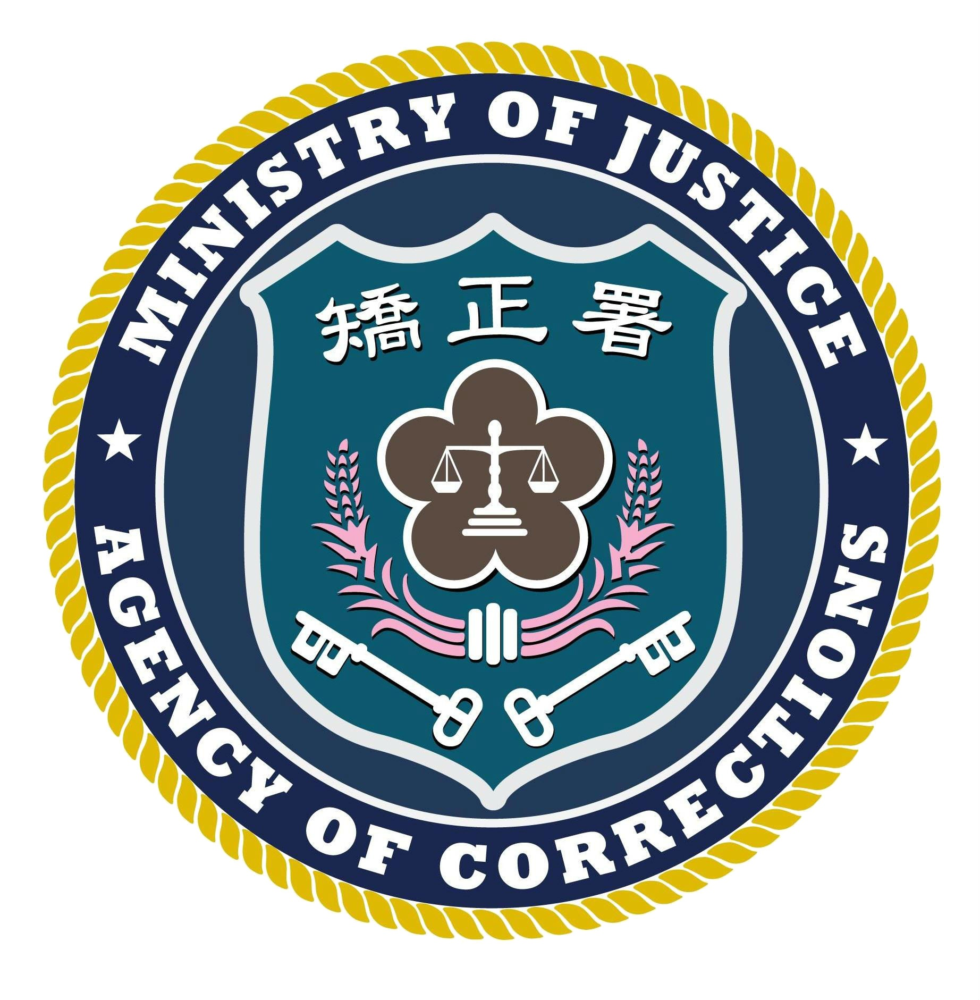 MINISTRY OF JUSTICE
矯正署
AGENCY OF CORRECTIONS